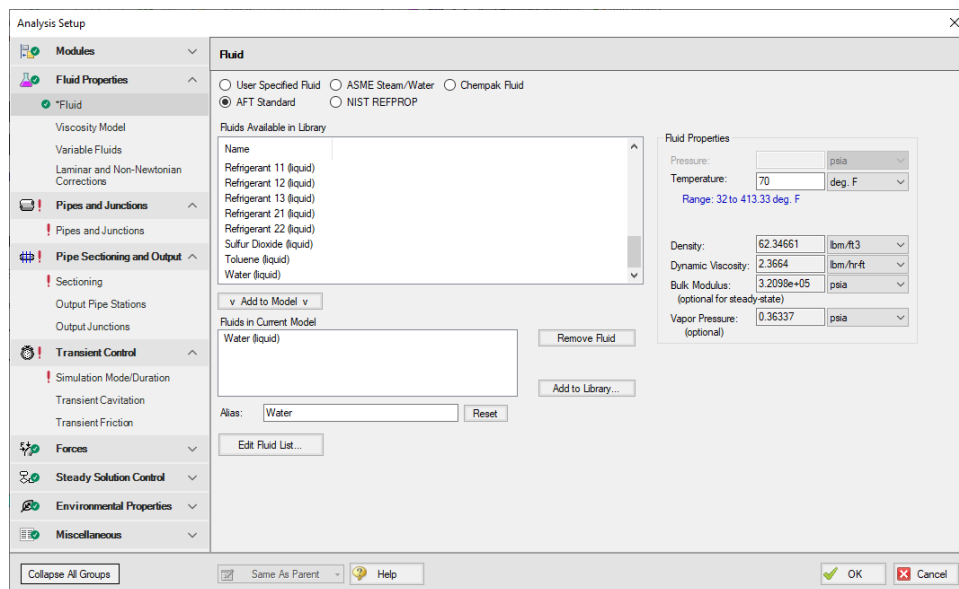 Analysis Setup
Modules
Fluid Properties
*Fluid
Viscosity Model
Variable Fluids
Laminar and Non-Newtonian
Corrections
Pipes and Junctions
Pipes and Junctions
Pipe Sectioning and Output
Sectioning
Output Pipe Stations
Output Junctions
Transient Control
Simulation Mode/Duration
Transient Cavitation
Transient Friction
Forces
Steady Solution Control
Environmental Properties
Miscellaneous
Collapse All Groups
Fluid
User Specified Fluid ASME Steam/Water Chempak Fluid
AFT Standard NIST REFPROP
Fluids Available in Library
Name
Refrigerant 11 (liquid)
Refrigerant 12 (liquid)
Refrigerant 13 (liquid)
Refrigerant 21 (liquid)
Refrigerant 22 (liquid)
Sulfur Dioxide (liquid)
Toluene (liquid)
Water (liquid)
v Add to Model v
Fluids in Current Model
Water (liquid)
Remove Fluid
Add to Library...
Alias: Water Reset
Edit Fluid List...
Fluid Properties
Pressure: psia
Temperature: 70 deg. F
Range: 32 to 413.33 deg. F
Density: 62.34661 lbm/ft3
Dynamic Viscosity: 2.3664 lbm/hr-ft
Bulk Modulus: 3.2098e+05 psia
(optional for steady-state)
Vapor Pressure: 0.36337 psia
(optional)
Same As Parent Help OK Cancel